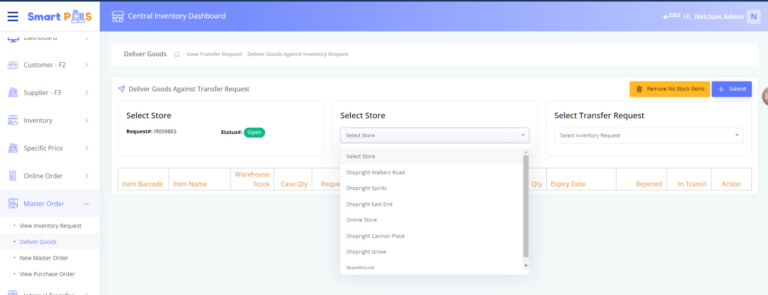 Smart POS
Central Inventory Dashboard
Hi, Netclues Admin
N
Dashboard
Customer - F2
Supplier - F3
Inventory
Specific Price
Online Order
Master Order
View Inventory Request
Deliver Goods
New Master Order
View Purchase Order
Internal Transfer
Deliver Goods
View Transfer Request - Deliver Goods Against Inventory Request
Deliver Goods Against Transfer Request
Remove No Stock Items
Submit
Select Store
Request#: IR009863
Status#: Open
Select Store
Select Store
Select Store
Shopright Walkers Road
Shopright Spirits
Shopright East End
Online Store
Shopright Cannon Place
Shopright Grove
Warehouse
Select Transfer Request
Select Inventory Request
Item Barcode
Item Name
Warehouse
Stock
Case Qty
Reque
Qty
Expiry Date
Rejected
In Transit
Action